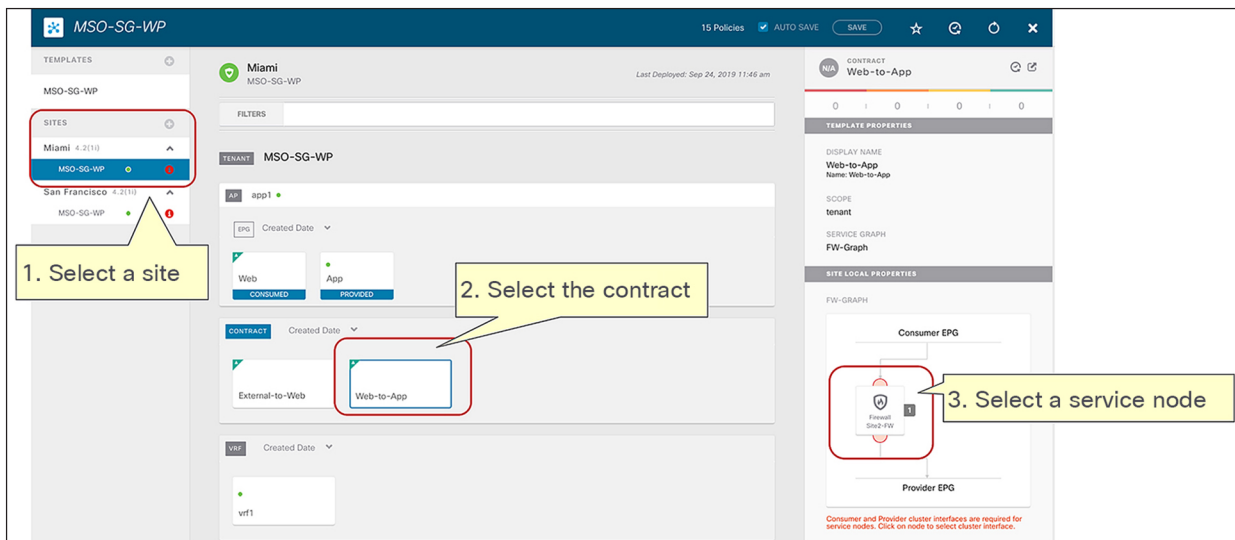 MSO-SG-WP
15 Policies
AUTO SAVE
SAVE
TEMPLATES
MSO-SG-WP
SITES
Miami 4.2(1i)
MSO-SG-WP
San Francisco 4.2(1i)
MSO-SG-WP
1. Select a site
Miami
MSO-SG-WP
Last Deployed: Sep 24, 2019 11:46 am
FILTERS
TENANT MSO-SG-WP
AP app1
EPG Created Date
Web
CONSUMED
App
PROVIDED
2. Select the contract
CONTRACT Created Date
External-to-Web
Web-to-App
VRF Created Date
vrf1
N/A
CONTRACT
Web-to-App
0 0 0 0
TEMPLATE PROPERTIES
DISPLAY NAME
Web-to-App
Name: Web-to-App
SCOPE
tenant
SERVICE GRAPH
FW-Graph
SITE LOCAL PROPERTIES
FW-GRAPH
Consumer EPG
Firewall
Site2-FW
1
3. Select a service node
Provider EPG
Consumer and Provider cluster interfaces are required for
service nodes. Click on node to select cluster interface.